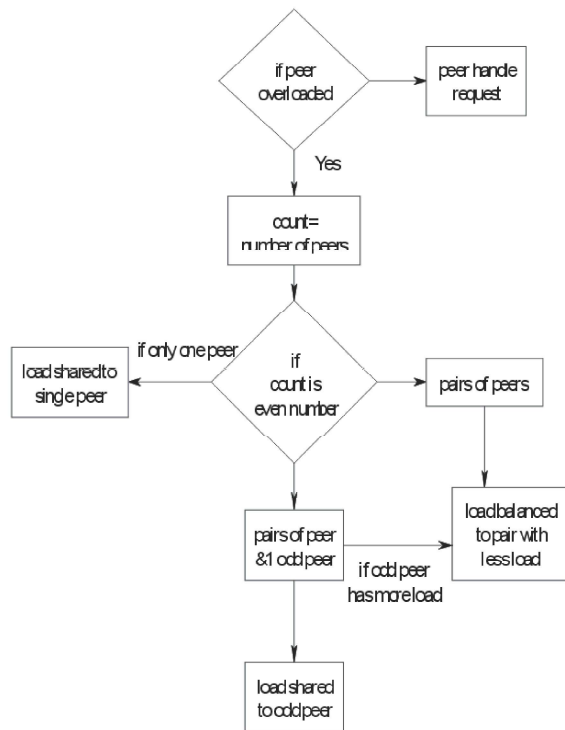 if peer
overloaded
peer handle
request
Yes
count=
number of peers
if only one peer
load shared to
single peer
if
count is
even number
pairs of peers
pairs of peer
&1 odd peer
if odd peer
has more load
load balanced
to pair with
less load
load shared
to odd peer